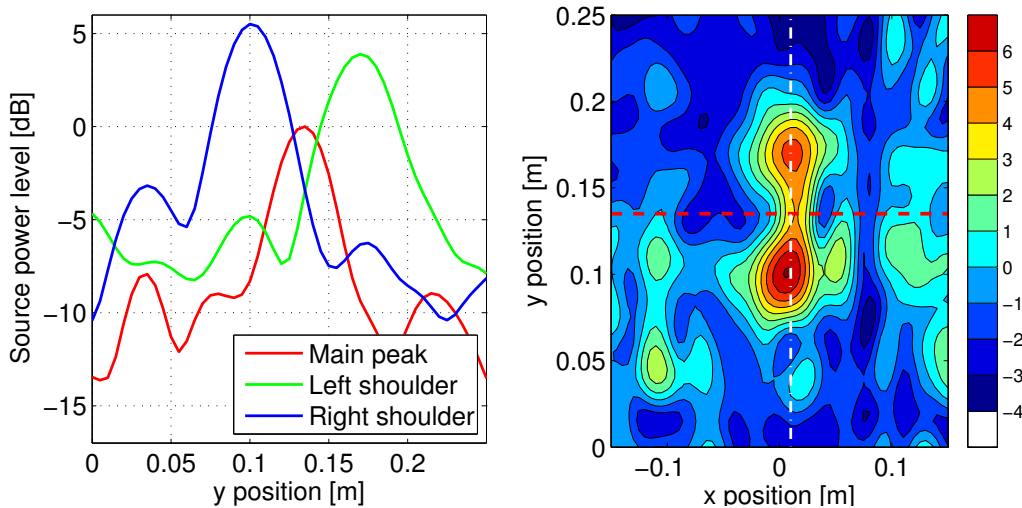 Source power level [dB]
5
0
−5
−10
−15
0 0.05 0.1 0.15 0.2
y position [m]
Main peak
Left shoulder
Right shoulder
y position [m]
0.25
0.2
0.15
0.1
0.05
0
−0.1 0 0.1
x position [m]
6
5
4
3
2
1
0
−1
−2
−3
−4